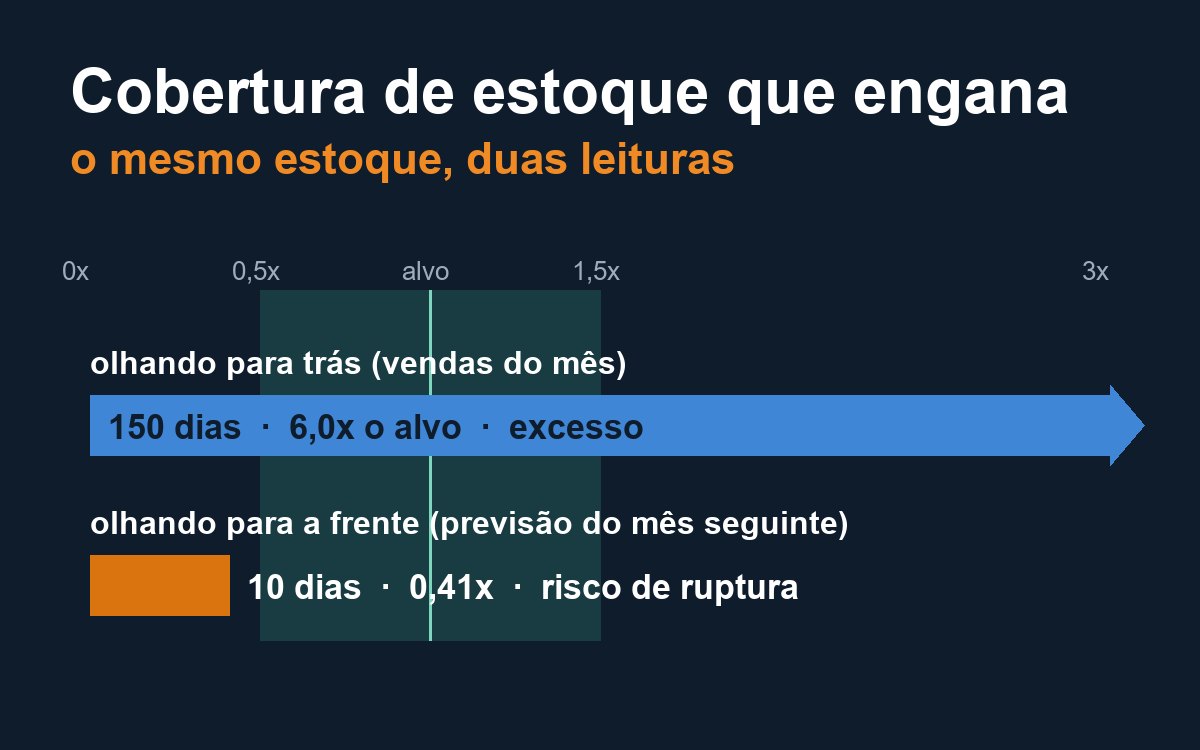 Cobertura de estoque que engana
o mesmo estoque, duas leituras
0x 0,5x alvo 1,5x 3x
olhando para trás (vendas do mês)
150 dias · 6,0x o alvo · excesso
olhando para a frente (previsão do mês seguinte)
10 dias · 0,41x · risco de ruptura